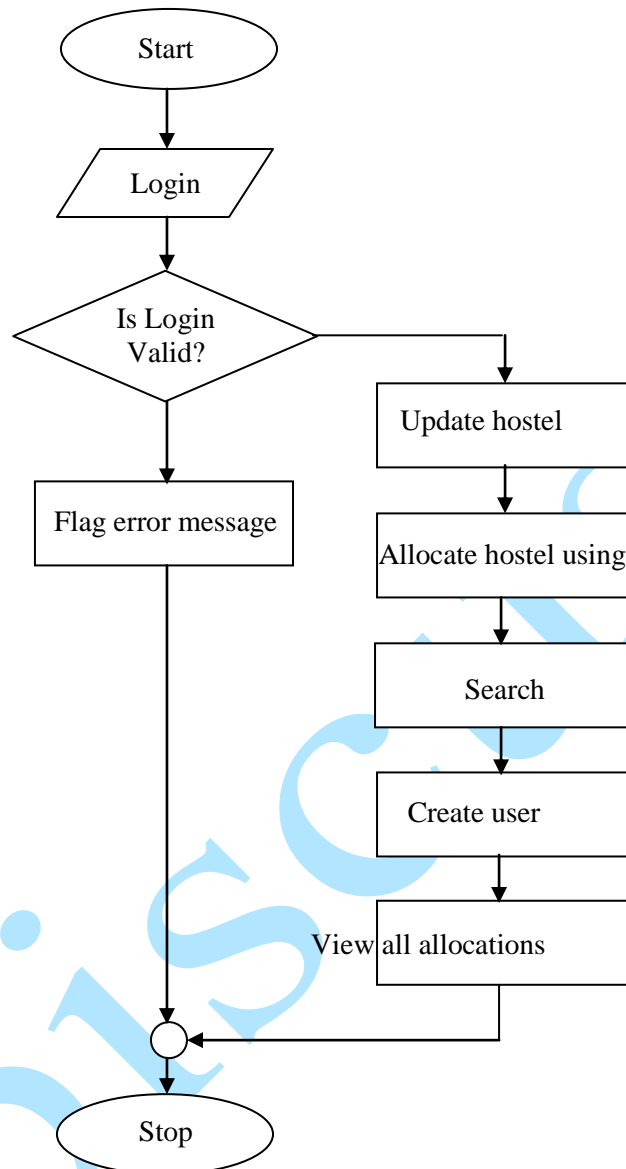 Start
Login
Is Login
Valid?
Update hostel
Flag error message
Allocate hostel using
Search
Create user
View all allocations
Stop